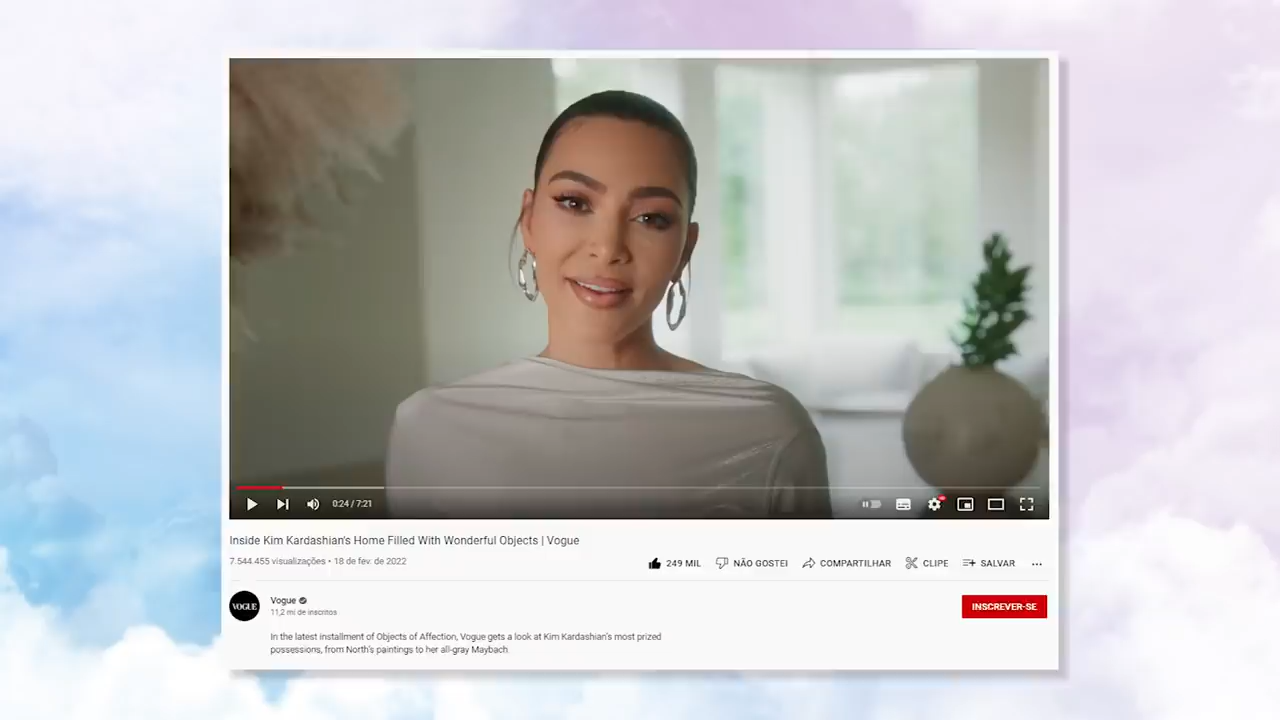 0:24 / 7:21
Inside Kim Kardashian's Home Filled With Wonderful Objects | Vogue
7.544.455 visualizações • 18 de fev. de 2022
249 MIL NÃO GOSTEI COMPARTILHAR CLIPE SALVAR ...
VOGUE
Vogue
11,2 mi de inscritos
INSCREVER-SE
In the latest installment of Objects of Affection, Vogue gets a look at Kim Kardashian's most prized
possessions, from North's paintings to her all-gray Maybach.